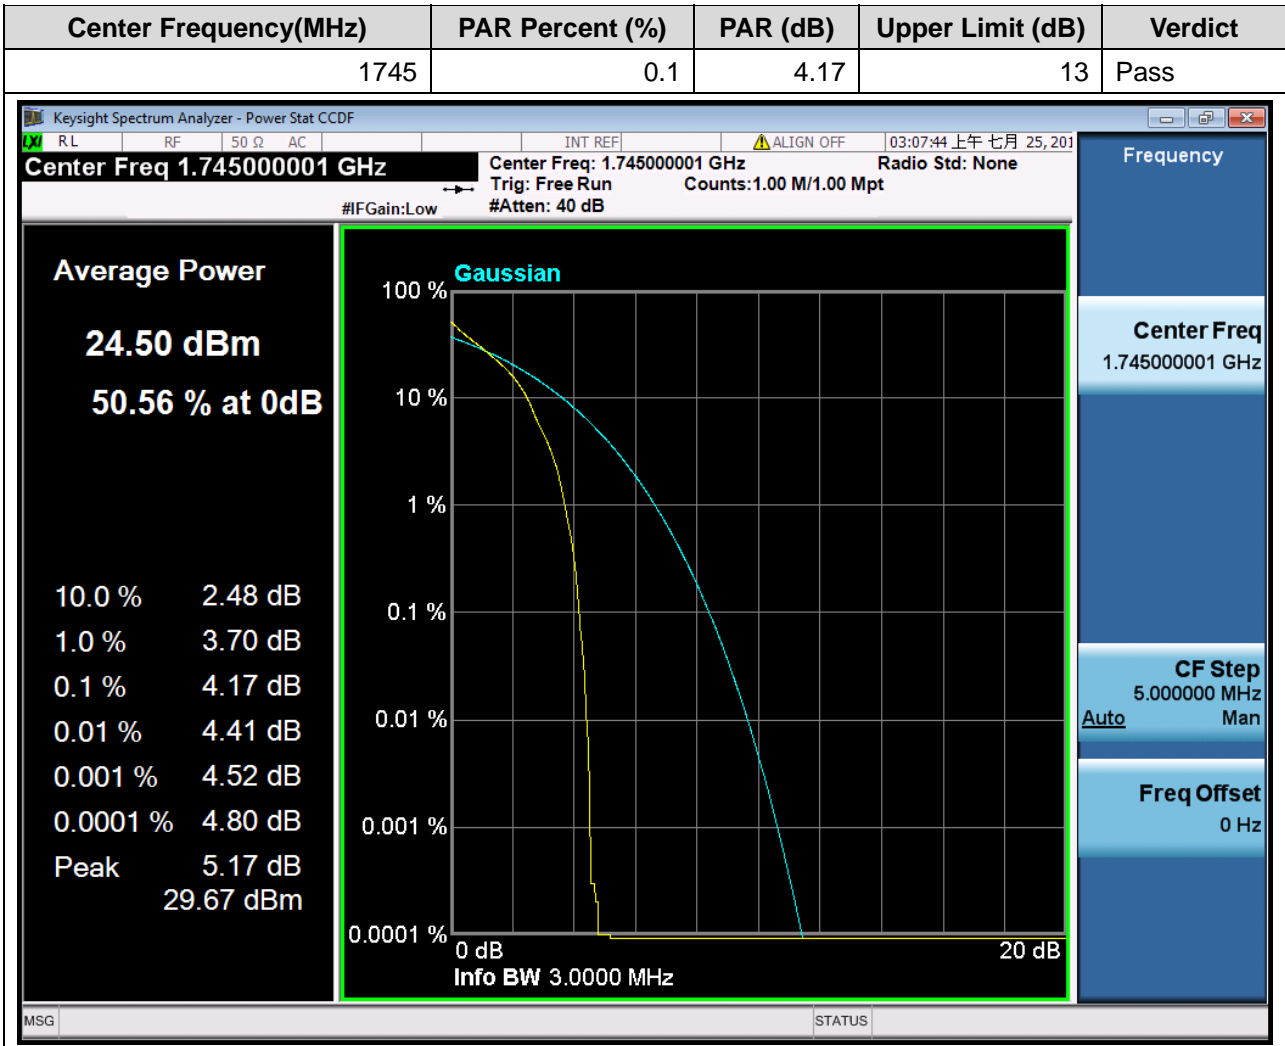 Center Frequency(MHz) PAR Percent (%) PAR (dB) Upper Limit (dB) Verdict
1745 0.1 4.17 13 Pass
Keysight Spectrum Analyzer - Power Stat CCDF
LXI RL RF 50 Ω AC INT REF ALIGN OFF 03:07:44 上午 七月 25, 201
Center Freq 1.745000001 GHz
Center Freq: 1.745000001 GHz Radio Std: None
Trig: Free Run Counts:1.00 M/1.00 Mpt
#IFGain:Low #Atten: 40 dB
Average Power
24.50 dBm
50.56 % at 0dB
10.0 % 2.48 dB
1.0 % 3.70 dB
0.1 % 4.17 dB
0.01 % 4.41 dB
0.001 % 4.52 dB
0.0001 % 4.80 dB
Peak 5.17 dB
29.67 dBm
Gaussian
100 %
10 %
1 %
0.1 %
0.01 %
0.001 %
0.0001 %
0 dB 20 dB
Info BW 3.0000 MHz
Frequency
Center Freq
1.745000001 GHz
CF Step
5.000000 MHz
Auto Man
Freq Offset
0 Hz
MSG STATUS